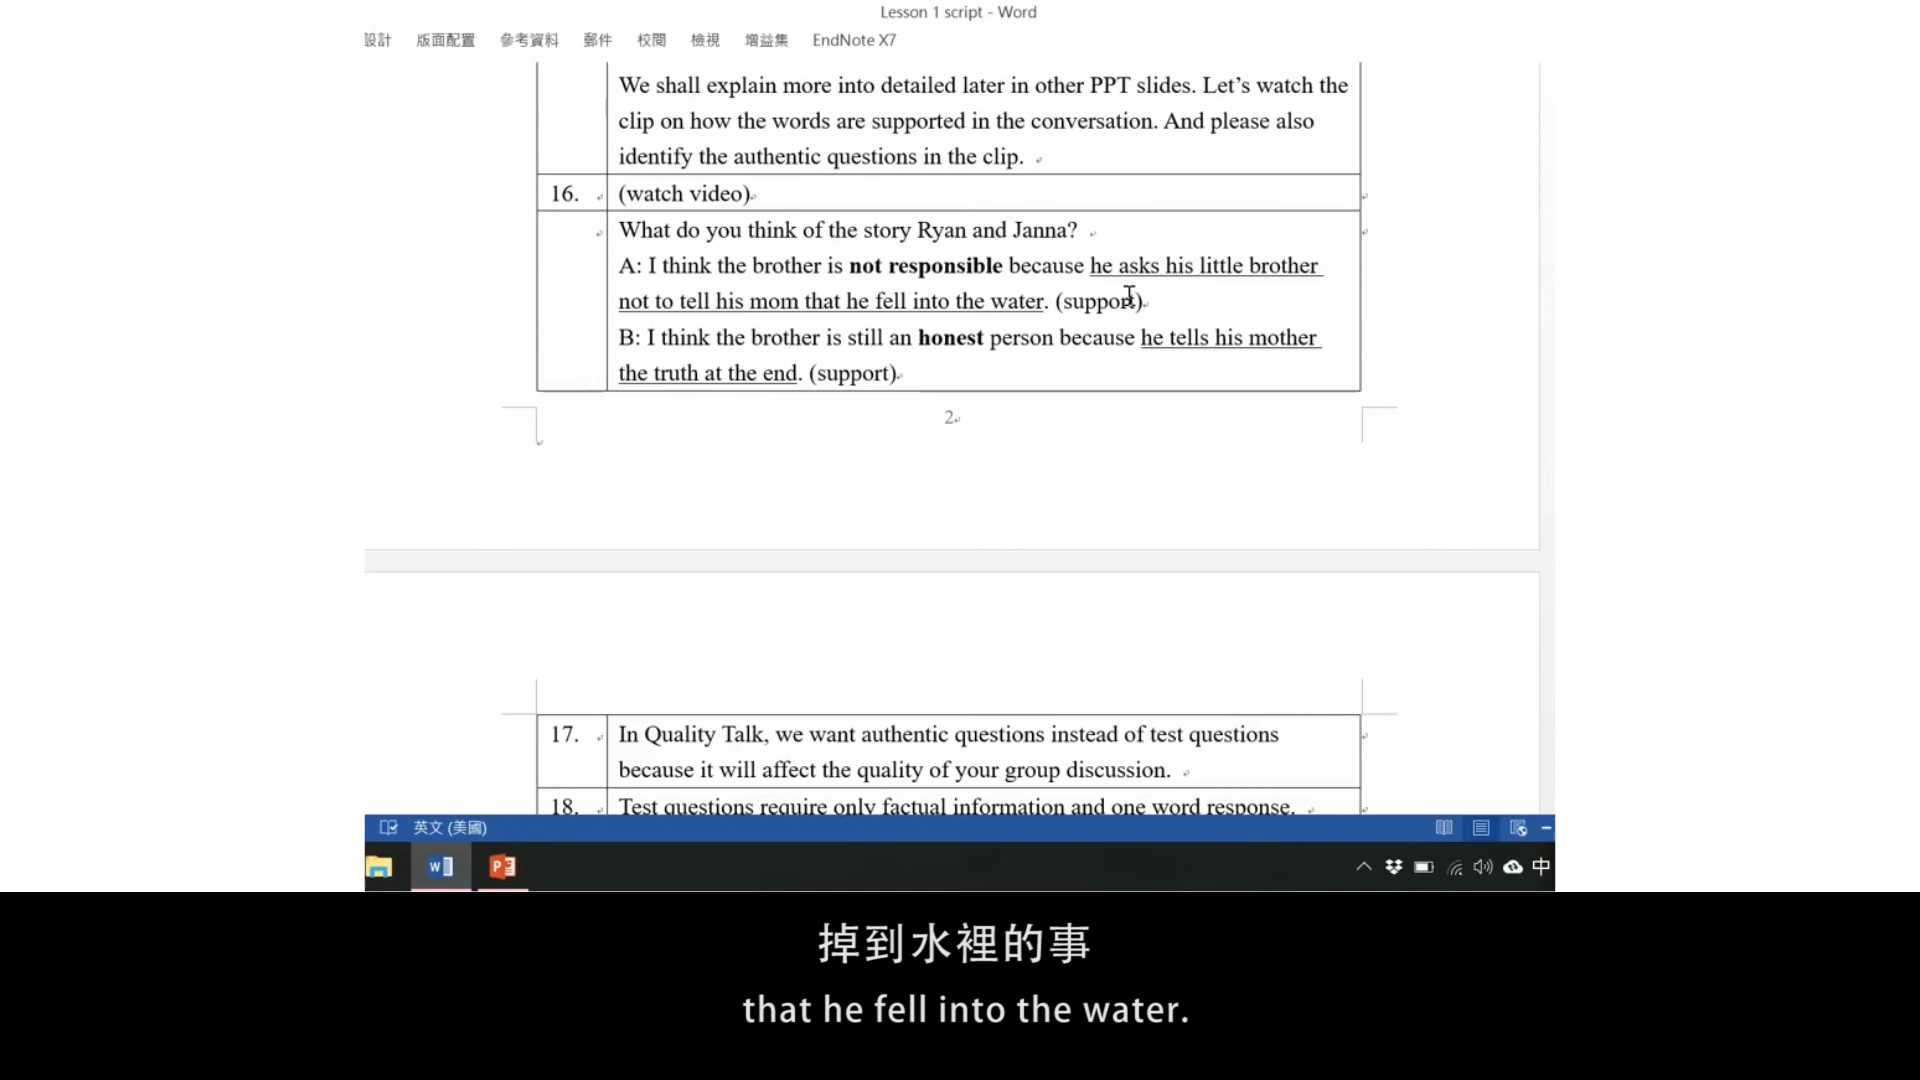 Lesson 1 script - Word
設計 版面配置 參考資料 郵件 校閱 檢視 增益集 EndNote X7
We shall explain more into detailed later in other PPT slides. Let’s watch the
clip on how the words are supported in the conversation. And please also
identify the authentic questions in the clip.
16. (watch video)
What do you think of the story Ryan and Janna?
A: I think the brother is not responsible because he asks his little brother
not to tell his mom that he fell into the water. (support)
B: I think the brother is still an honest person because he tells his mother
the truth at the end. (support)
2
17. In Quality Talk, we want authentic questions instead of test questions
because it will affect the quality of your group discussion.
18. Test questions require only factual information and one word response.
英文 (美國)
中
掉到水裡的事
that he fell into the water.